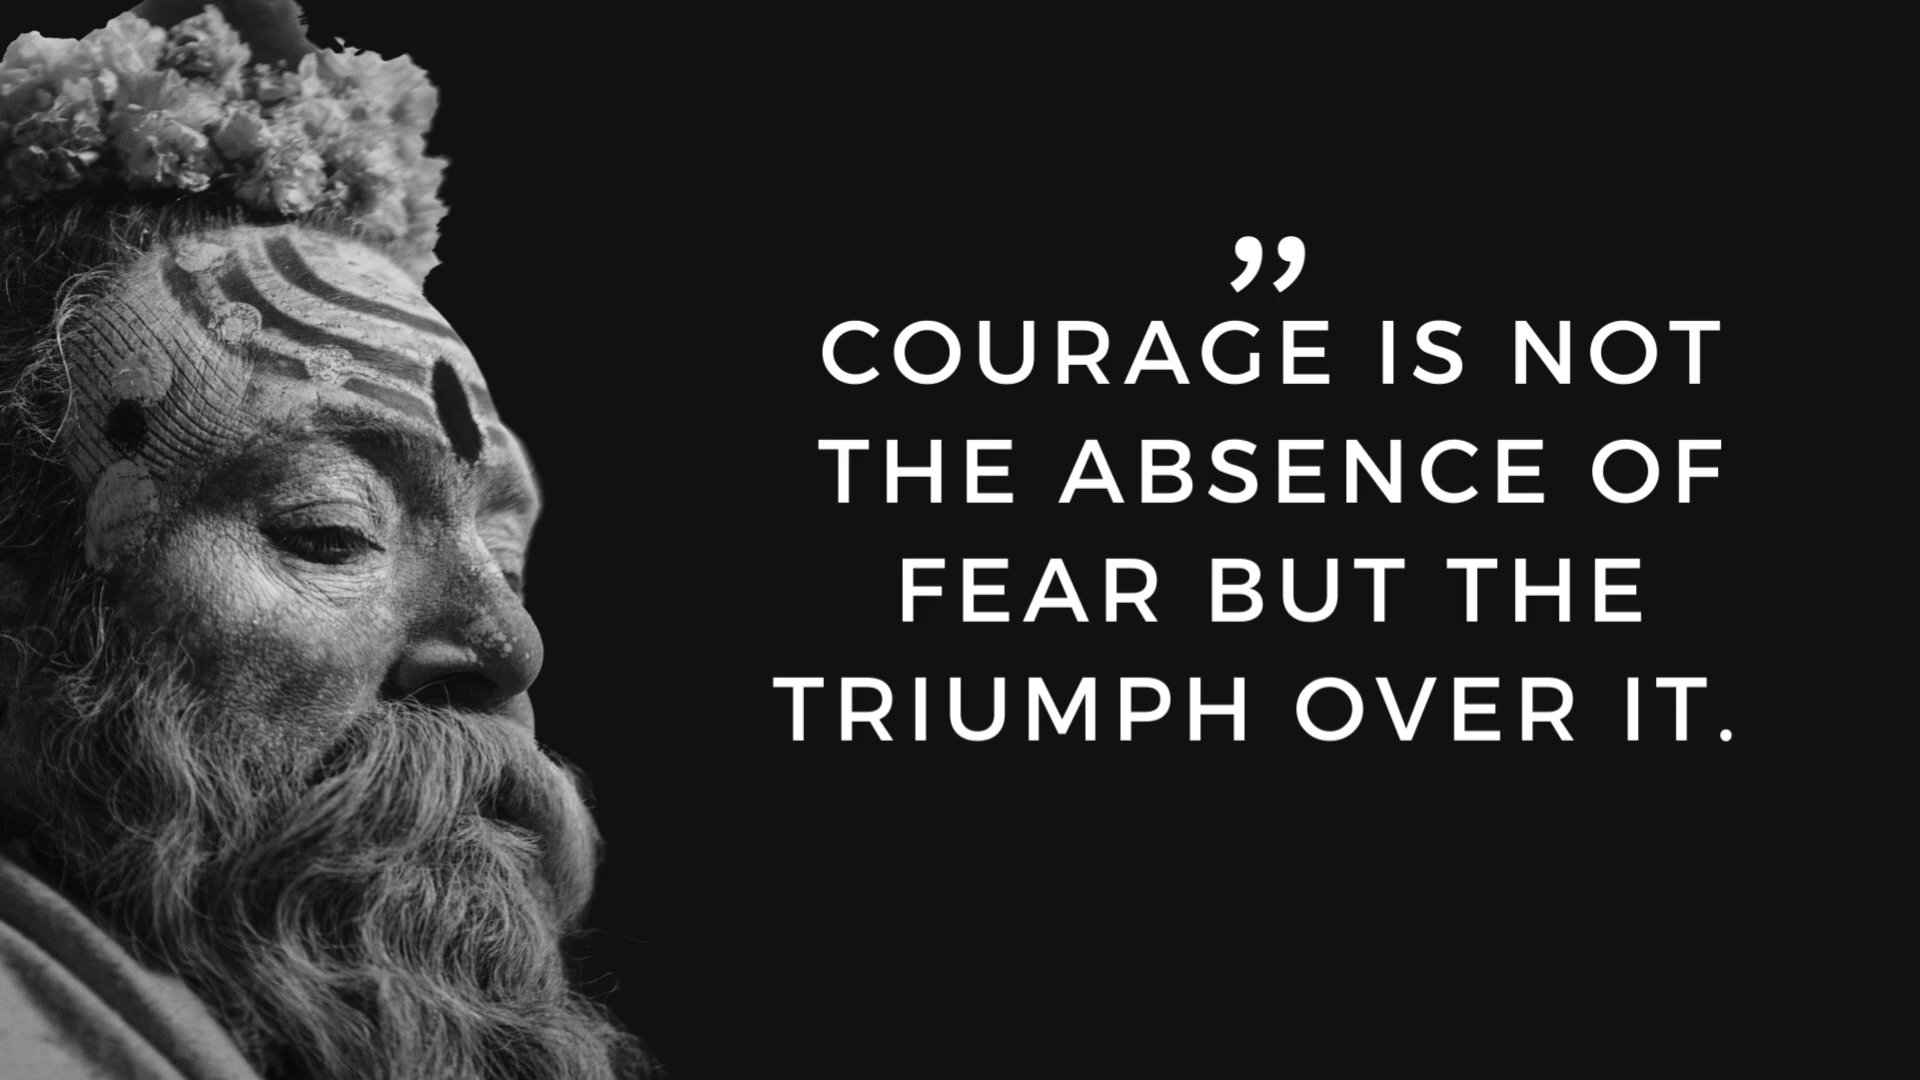 ”
COURAGE IS NOT
THE ABSENCE OF
FEAR BUT THE
TRIUMPH OVER IT.